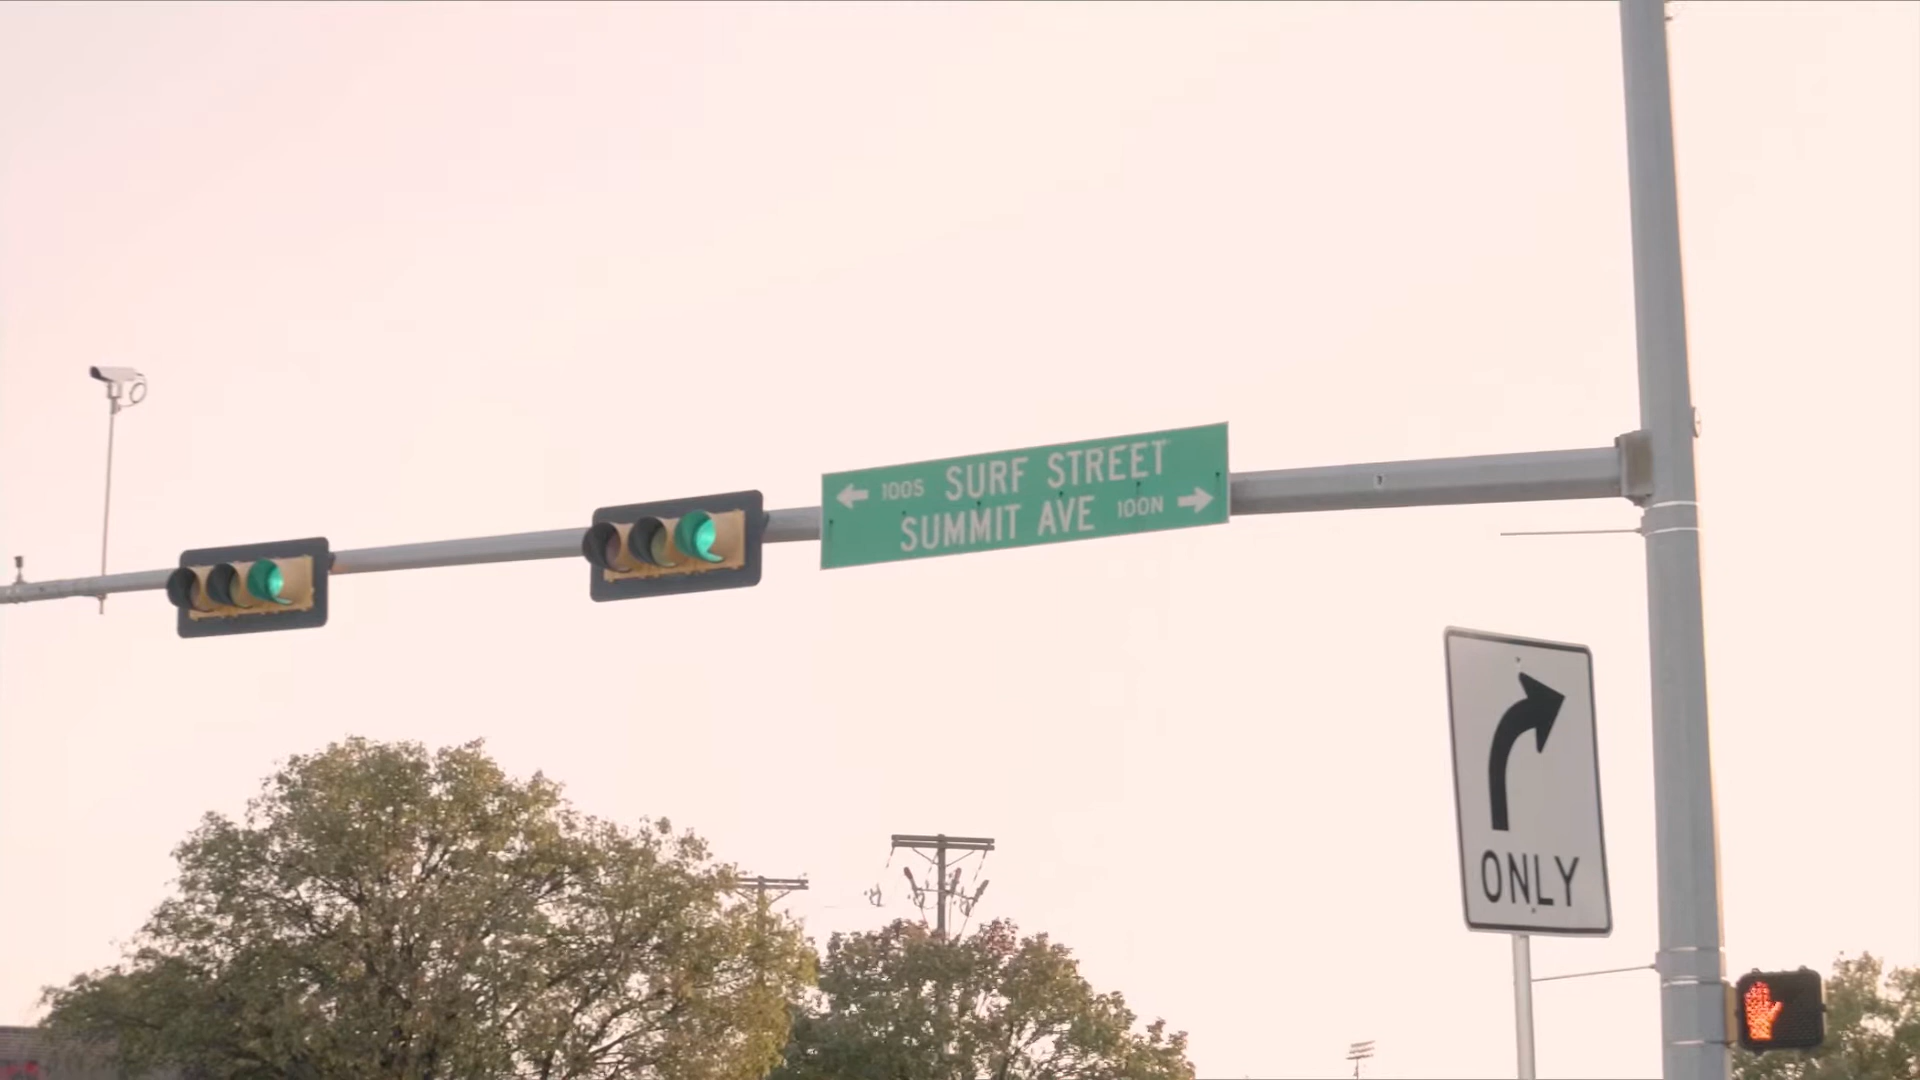 ← 100S SURF STREET
SUMMIT AVE 100N →
ONLY